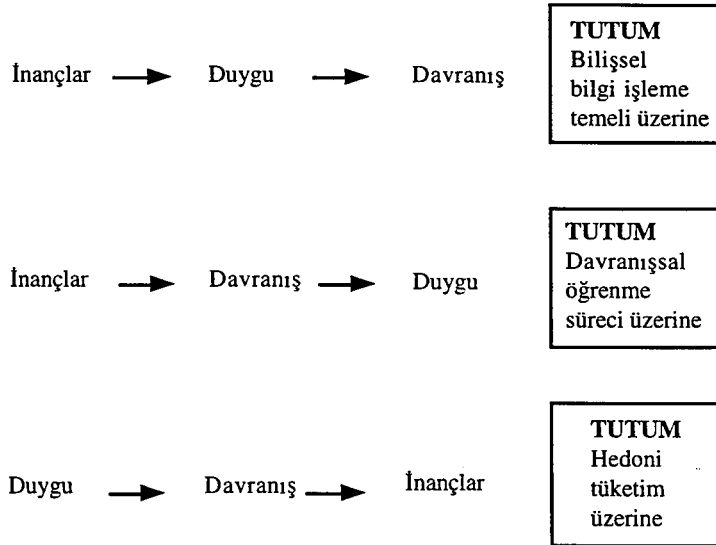 İnançlar Duygu Davranış
TUTUM
Bilişsel
bilgi işleme
temeli üzerine
İnançlar Davranış Duygu
TUTUM
Davranışsal
öğrenme
süreci üzerine
Duygu Davranış İnançlar
TUTUM
Hedoni
tüketim
üzerine